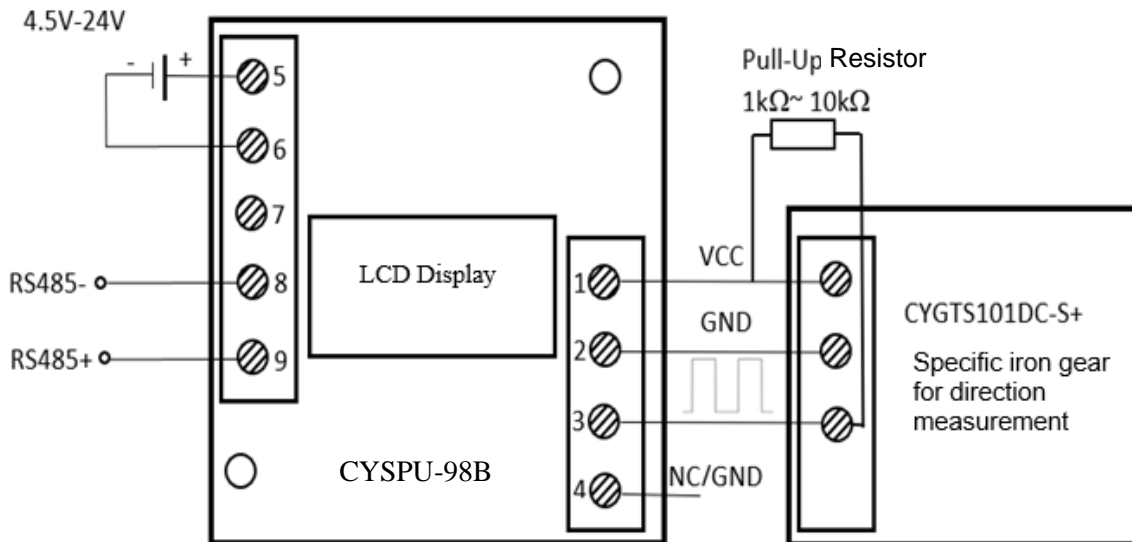 4.5V-24V
- +
5
6
7
8
9
RS485-
RS485+
LCD Display
CYSPU-98B
1
2
3
4
VCC
GND
NC/GND
Pull-Up Resistor
1kΩ~ 10kΩ
CYGTS101DC-S+
Specific iron gear
for direction
measurement